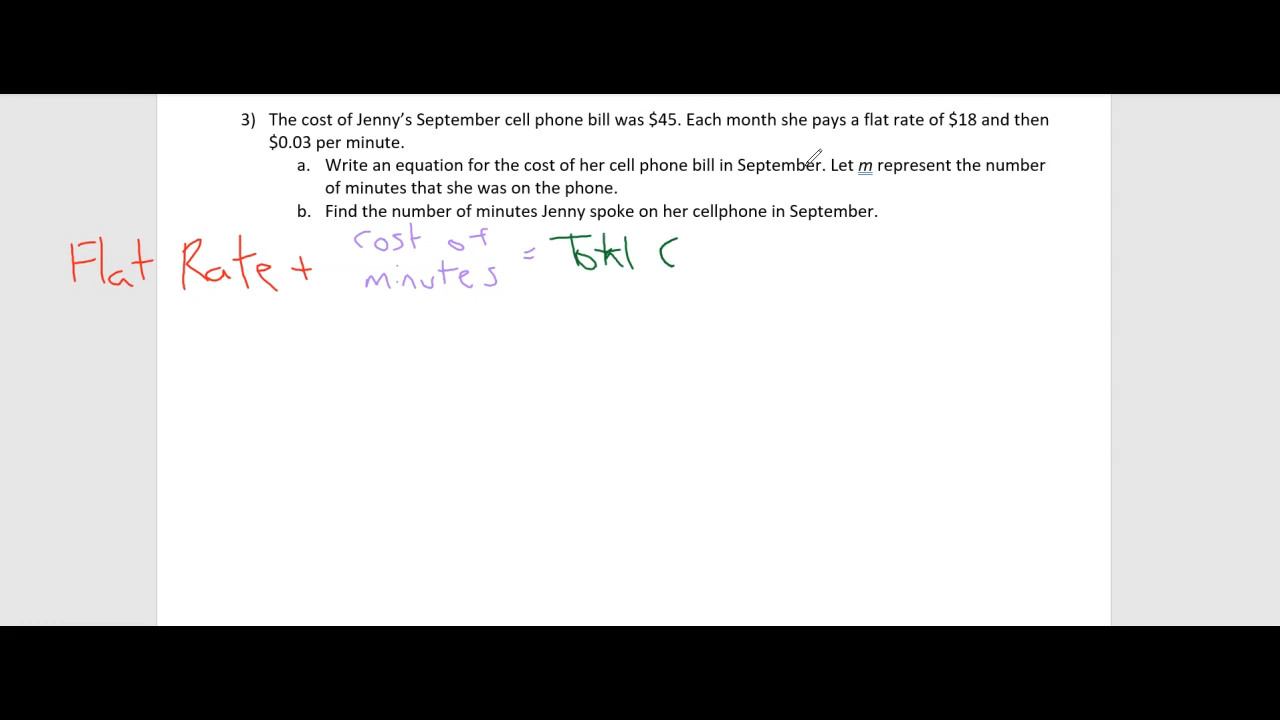 3) The cost of Jenny's September cell phone bill was $45. Each month she pays a flat rate of $18 and then
$0.03 per minute.
a. Write an equation for the cost of her cell phone bill in September. Let m represent the number
of minutes that she was on the phone.
b. Find the number of minutes Jenny spoke on her cellphone in September.
Flat Rate + cost of minutes = Total C